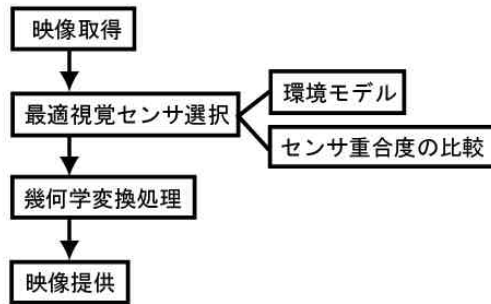 映像取得
最適視覚センサ選択
環境モデル
センサ重合度の比較
幾何学変換処理
映像提供